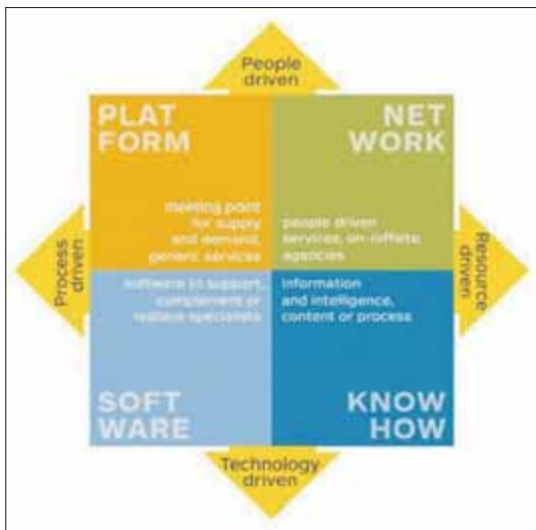 People
driven
PLAT
FORM
NET
WORK
meeting point
for supply
and demand,
generic services
people driven
services, on-/offsite,
agencies
Process
driven
Resource
driven
software to support,
complement or
replace specialists
information
and intelligence,
content or process
SOFT
WARE
KNOW
HOW
Technology
driven